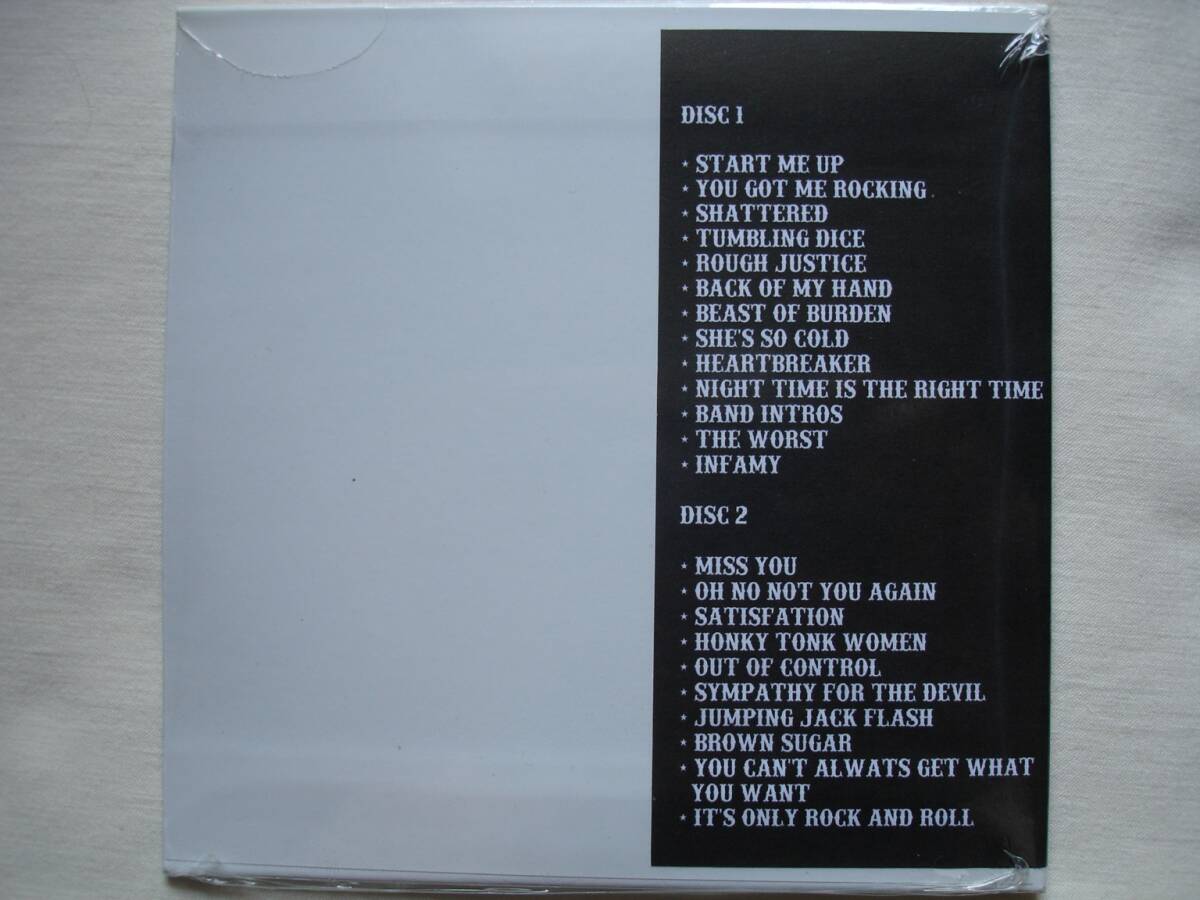 DISC 1
⋆ START ME UP
⋆ YOU GOT ME ROCKING
⋆ SHATTERED
⋆ TUMBLING DICE
⋆ ROUGH JUSTICE
⋆ BACK OF MY HAND
⋆ BEAST OF BURDEN
⋆ SHE'S SO COLD
⋆ HEARTBREAKER
⋆ NIGHT TIME IS THE RIGHT TIME
⋆ BAND INTROS
⋆ THE WORST
⋆ INFAMY
DISC 2
⋆ MISS YOU
⋆ OH NO NOT YOU AGAIN
⋆ SATISFATION
⋆ HONKY TONK WOMEN
⋆ OUT OF CONTROL
⋆ SYMPATHY FOR THE DEVIL
⋆ JUMPING JACK FLASH
⋆ BROWN SUGAR
⋆ YOU CAN'T ALWATS GET WHAT
YOU WANT
⋆ IT'S ONLY ROCK AND ROLL